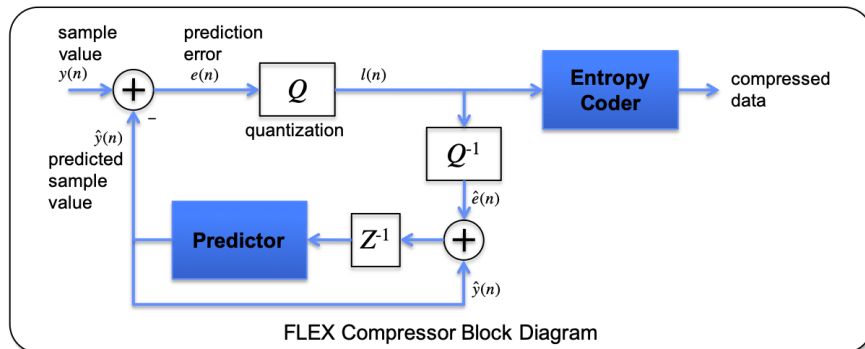 sample
value
y(n)
prediction
error
e(n)
+
−
Q
quantization
l(n)
Entropy
Coder
compressed
data
ŷ(n)
predicted
sample
value
Q⁻¹
ê(n)
Predictor
Z⁻¹
+
ŷ(n)
FLEX Compressor Block Diagram